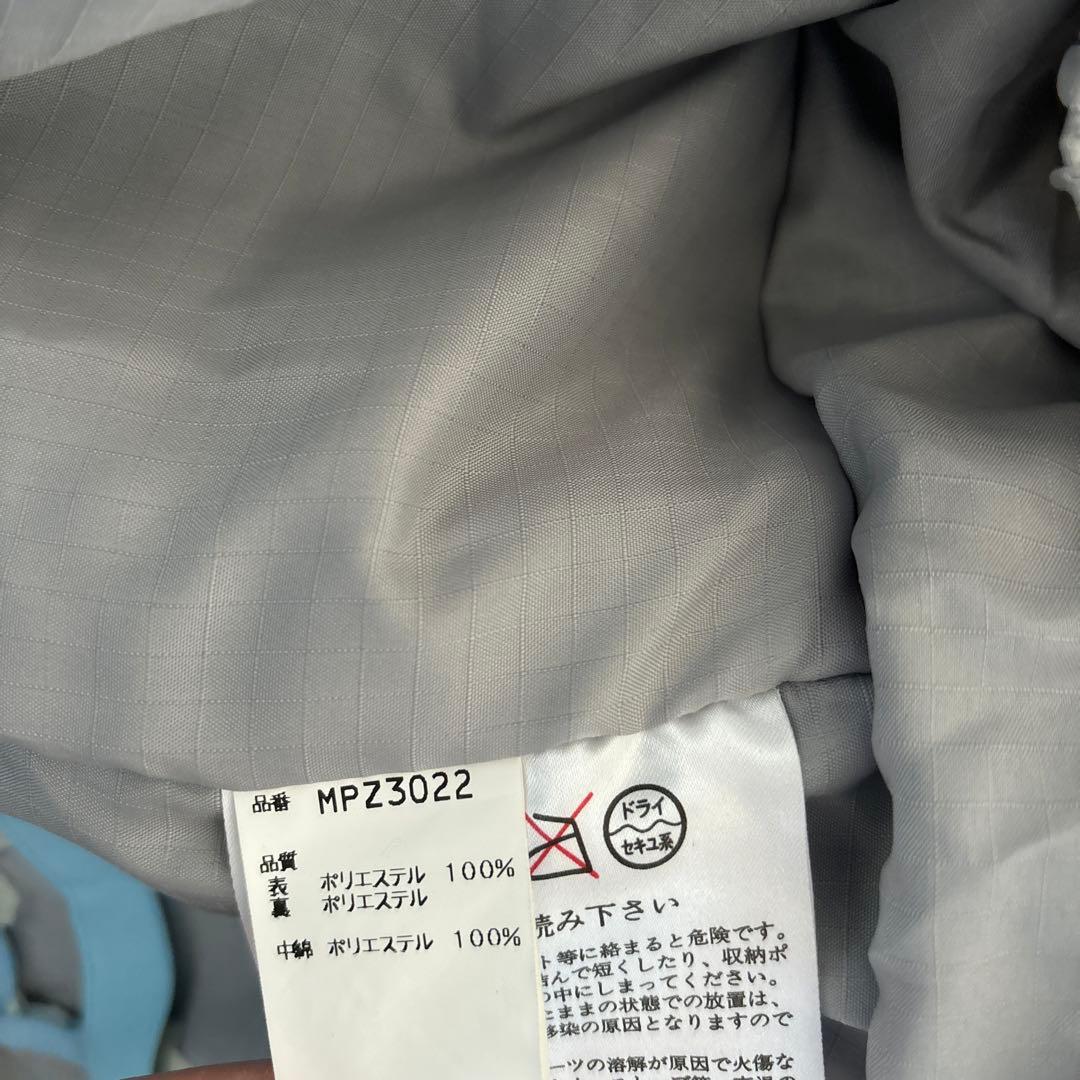 品番 MPZ3022
品質
表 ポリエステル 100%
裏 ポリエステル
中綿 ポリエステル 100%
ドライ
セキユ系
読み下さい
ト等に絡まると危険です。
んで短くしたり、収納ポ
中にしまってください。
たままの状態での放置は、
移染の原因となりますので
ーツの溶解が原因で火傷な